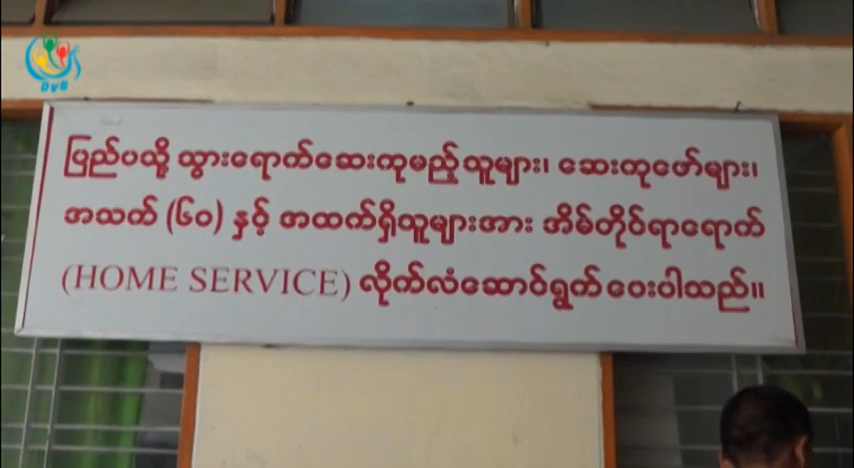 DVB
ပြည်ပသို့ သွားရောက်ဆေးကုမည့်သူများ၊ ဆေးကုဖော်များ၊
အသက် (၆၀) နှင့် အထက်ရှိသူများအား အိမ်တိုင်ရာရောက်
(HOME SERVICE) လိုက်လံဆောင်ရွက်ပေးပါသည်။